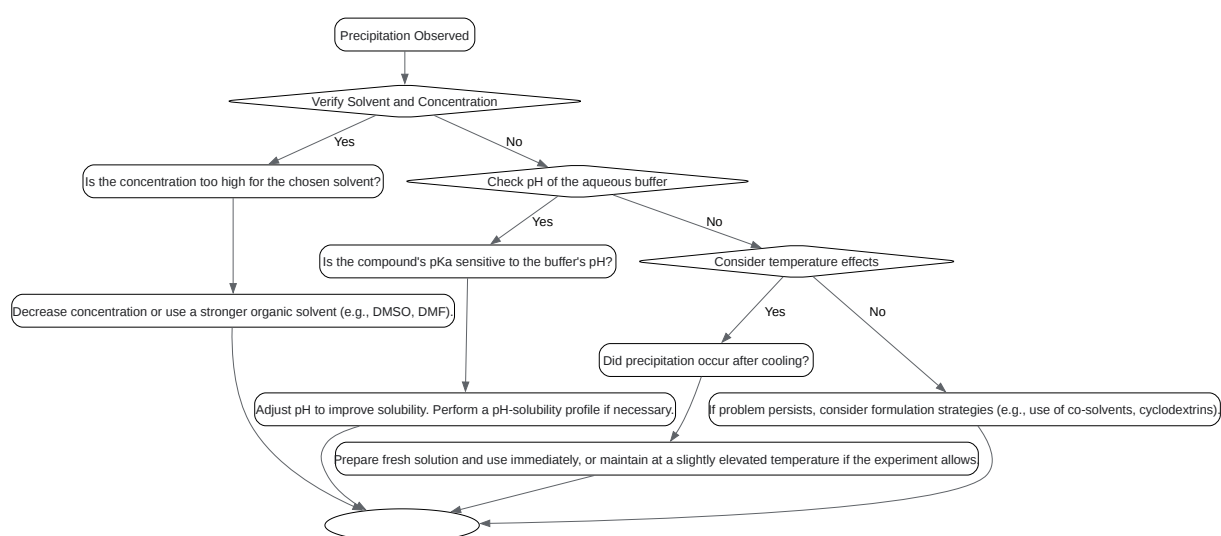 Precipitation Observed
Verify Solvent and Concentration
Yes
No
Is the concentration too high for the chosen solvent?
Check pH of the aqueous buffer
Yes
No
Is the compound's pKa sensitive to the buffer's pH?
Consider temperature effects
Decrease concentration or use a stronger organic solvent (e.g., DMSO, DMF).
Yes
No
Did precipitation occur after cooling?
Adjust pH to improve solubility. Perform a pH-solubility profile if necessary.
If problem persists, consider formulation strategies (e.g., use of co-solvents, cyclodextrins).
Prepare fresh solution and use immediately, or maintain at a slightly elevated temperature if the experiment allows.